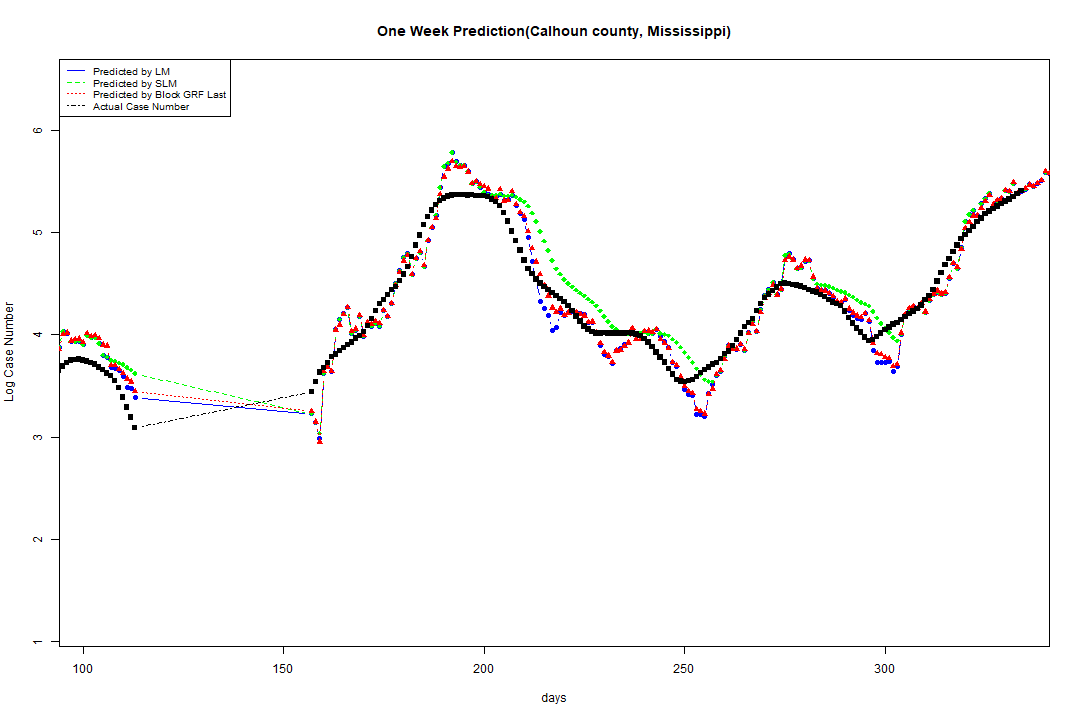 One Week Prediction(Calhoun county, Mississippi)
Predicted by LM
Predicted by SLM
Predicted by Block GRF Last
Actual Case Number
6
5
4
3
2
1
Log Case Number
100 150 200 250 300
days